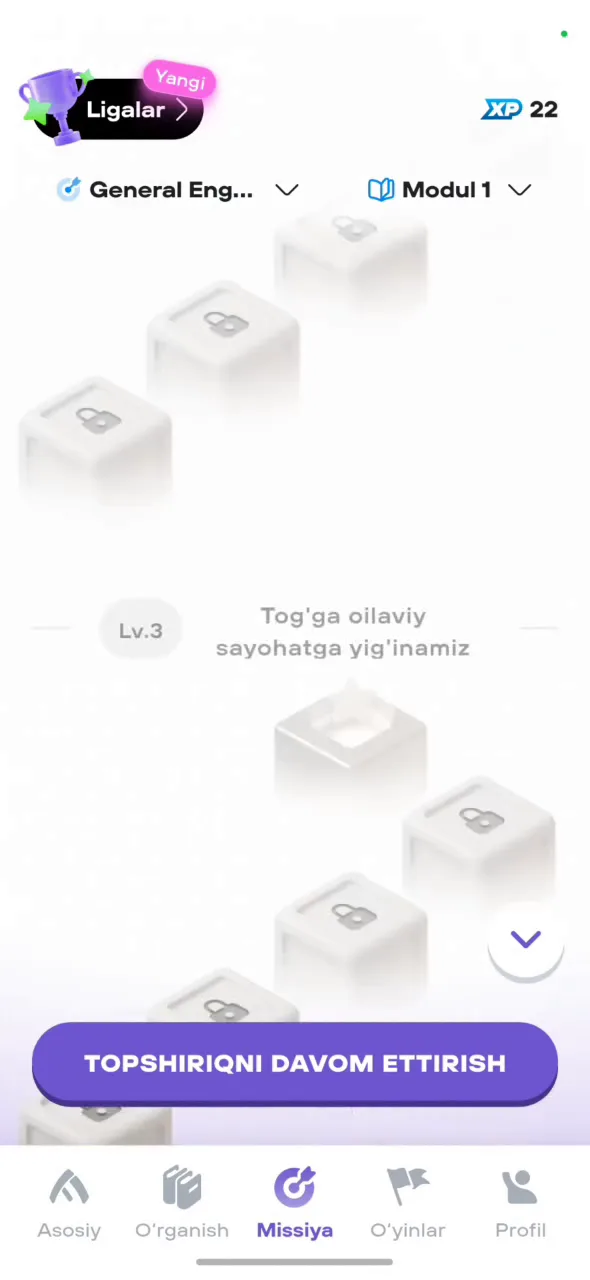 Yangi
Ligalar
XP 22
General Eng...
Modul 1
Lv.3
Tog'ga oilaviy
sayohatga yig'inamiz
TOPSHIRIQNI DAVOM ETTIRISH
Asosiy
O'rganish
Missiya
O'yinlar
Profil